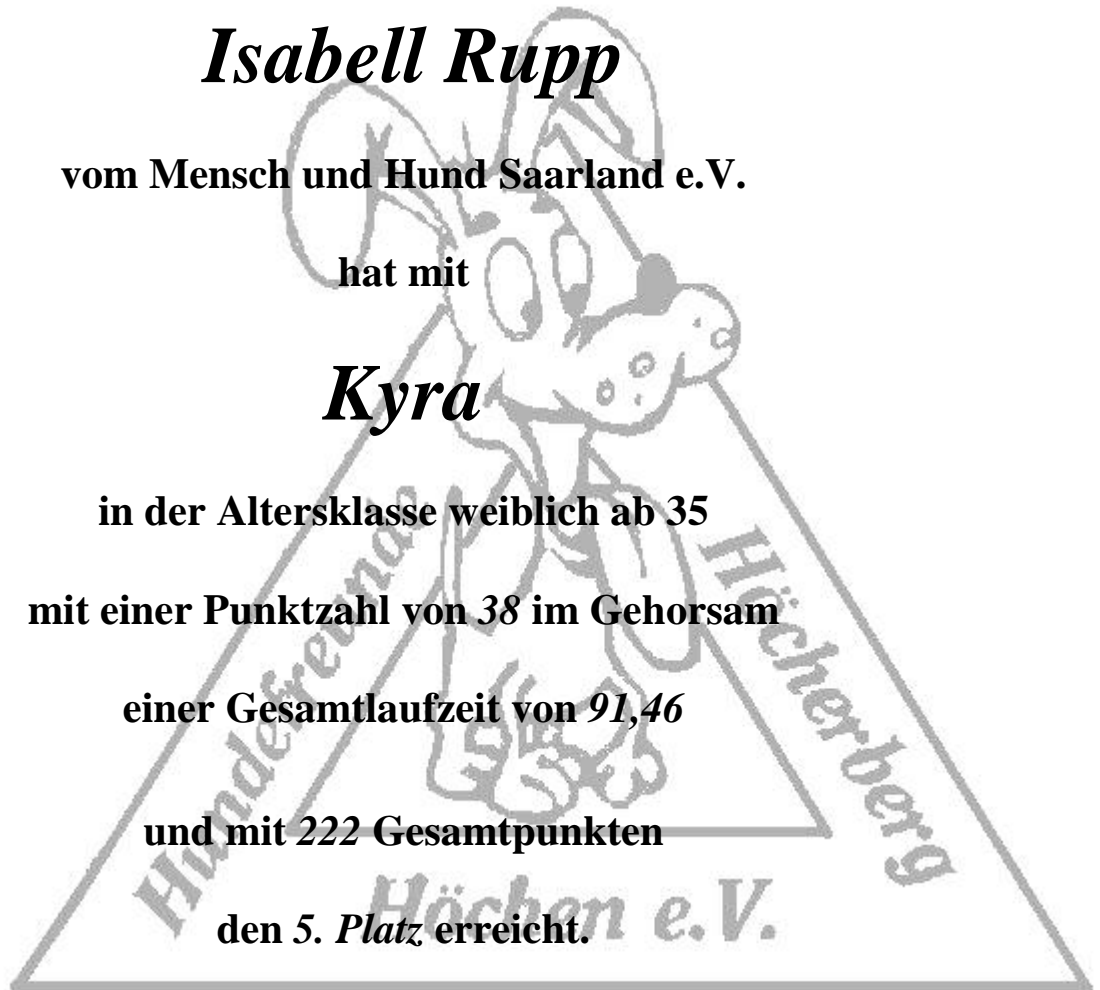 Isabell Rupp
vom Mensch und Hund Saarland e.V.
hat mit
Kyra
in der Altersklasse weiblich ab 35
mit einer Punktzahl von 38 im Gehorsam
einer Gesamtlaufzeit von 91,46
und mit 222 Gesamtpunkten
den 5. Platz erreicht.
Hundefreunde
Höcherberg
Höchen e.V.